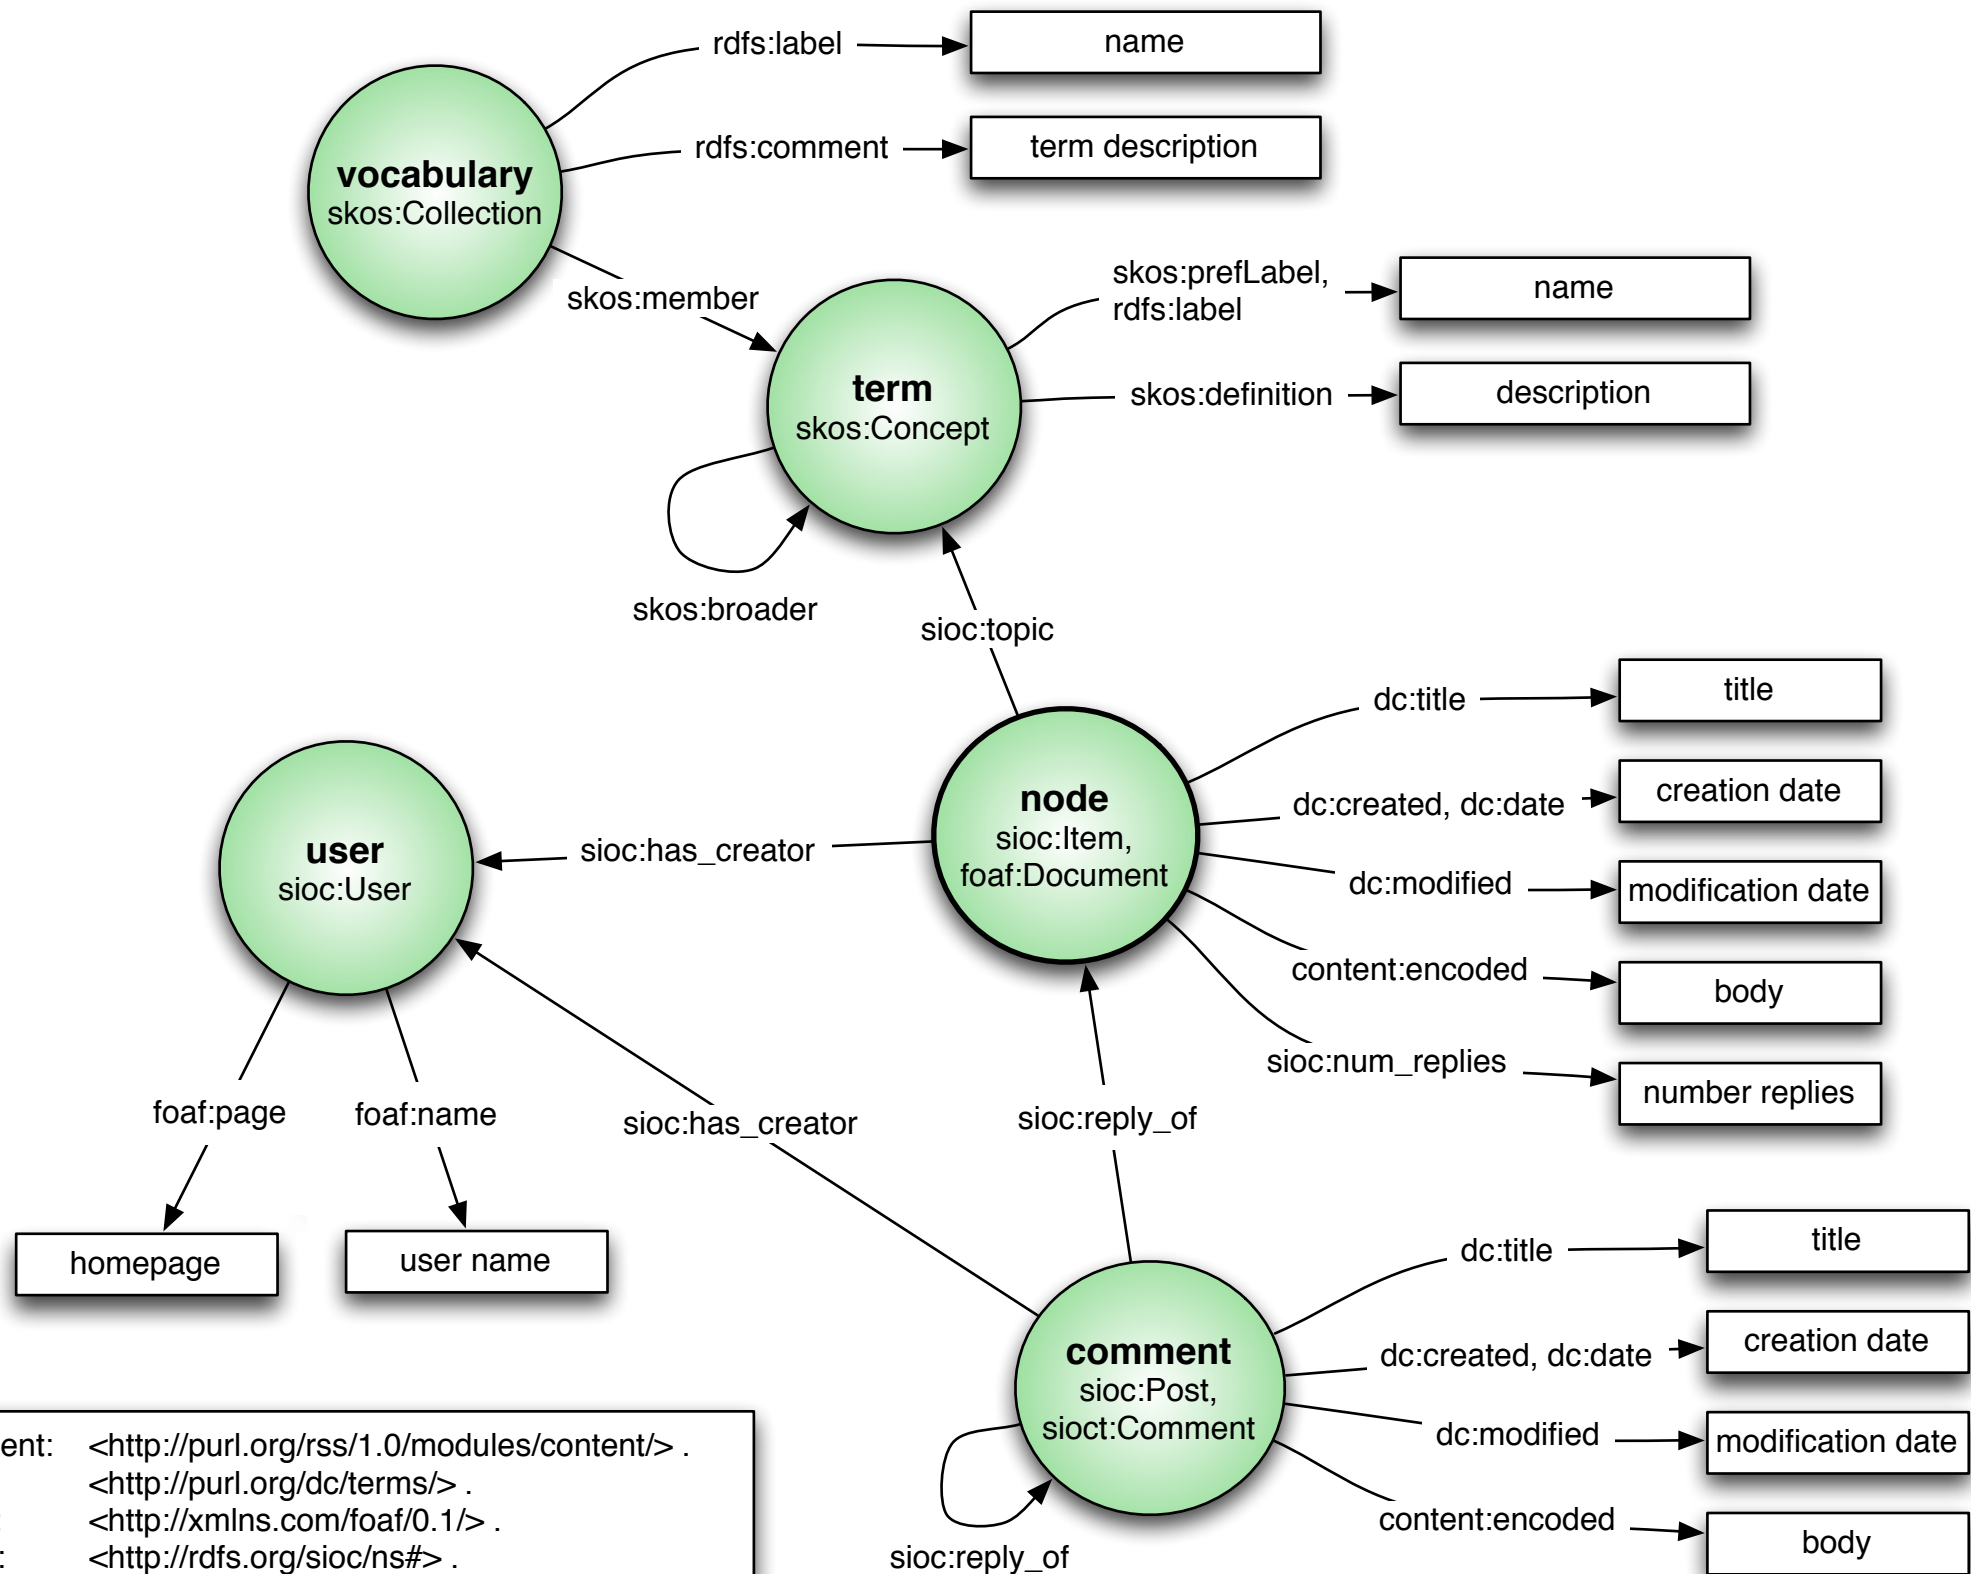 rdfs:label
name
rdfs:comment
term description
vocabulary
skos:Collection
skos:member
skos:prefLabel,
rdfs:label
name
term
skos:Concept
skos:definition
description
skos:broader
sioc:topic
dc:title
title
node
sioc:Item,
foaf:Document
dc:created, dc:date
creation date
user
sioc:User
sioc:has_creator
dc:modified
modification date
content:encoded
body
sioc:num_replies
number replies
foaf:page
foaf:name
sioc:has_creator
sioc:reply_of
homepage
user name
dc:title
title
comment
sioc:Post,
sioct:Comment
dc:created, dc:date
creation date
dc:modified
modification date
content:encoded
body
sioc:reply_of
ent: <http://purl.org/rss/1.0/modules/content/> .
<http://purl.org/dc/terms/> .
: <http://xmlns.com/foaf/0.1/> .
: <http://rdfs.org/sioc/ns#> .